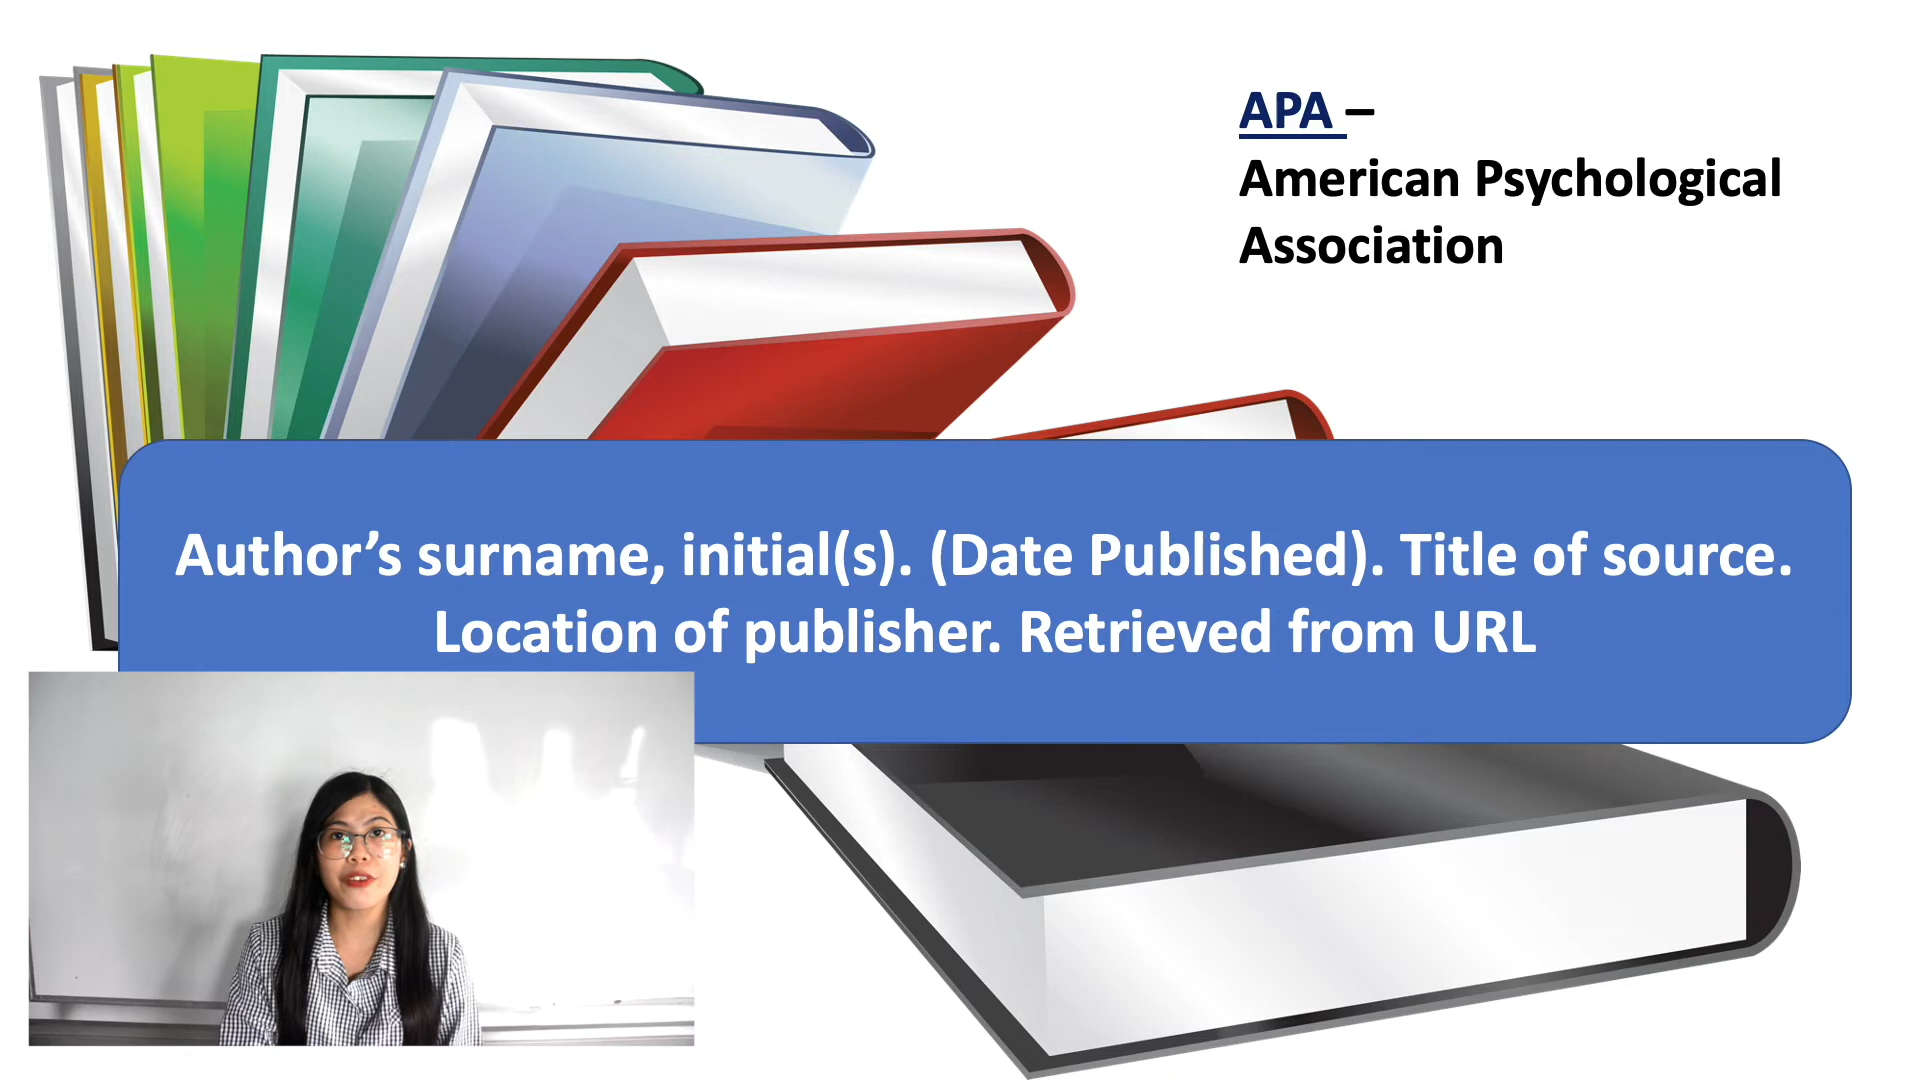 APA –
American Psychological
Association
Author’s surname, initial(s). (Date Published). Title of source.
Location of publisher. Retrieved from URL